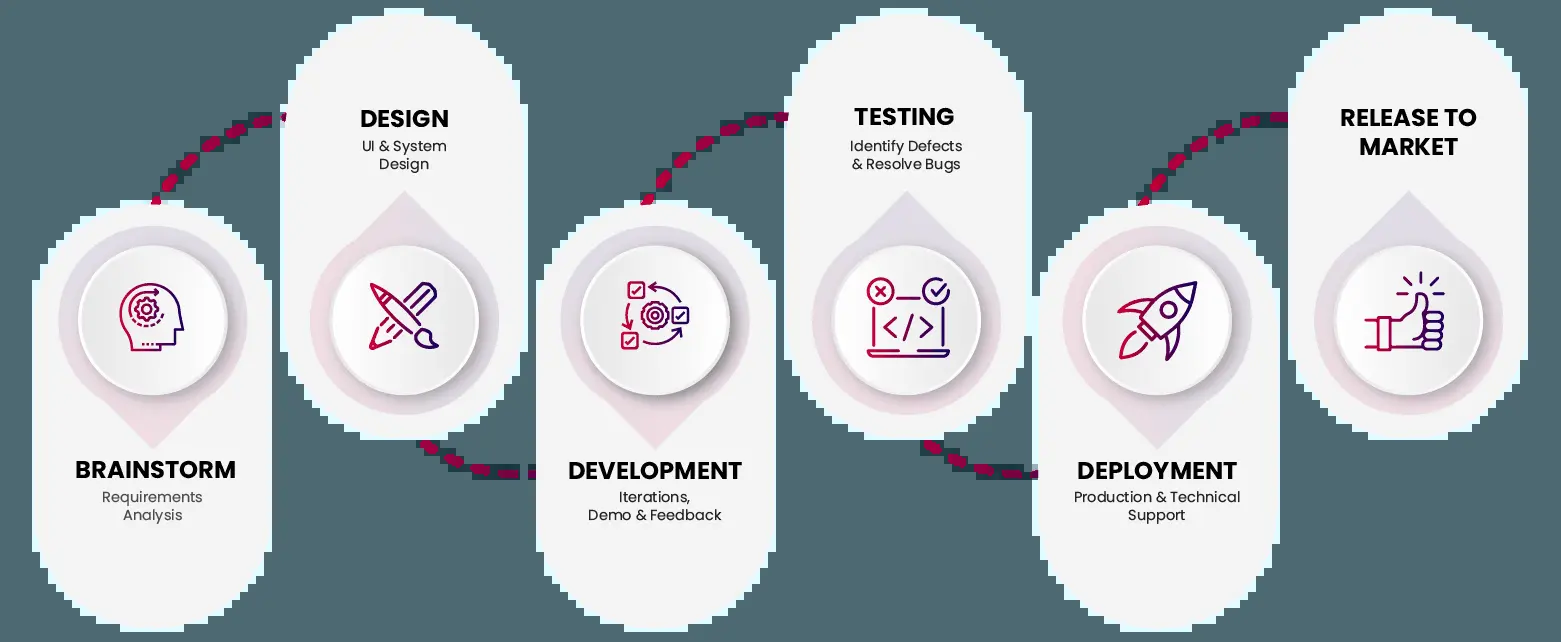 BRAINSTORM
Requirements
Analysis
DESIGN
UI & System
Design
DEVELOPMENT
Iterations,
Demo & Feedback
TESTING
Identify Defects
& Resolve Bugs
DEPLOYMENT
Production & Technical
Support
RELEASE TO
MARKET